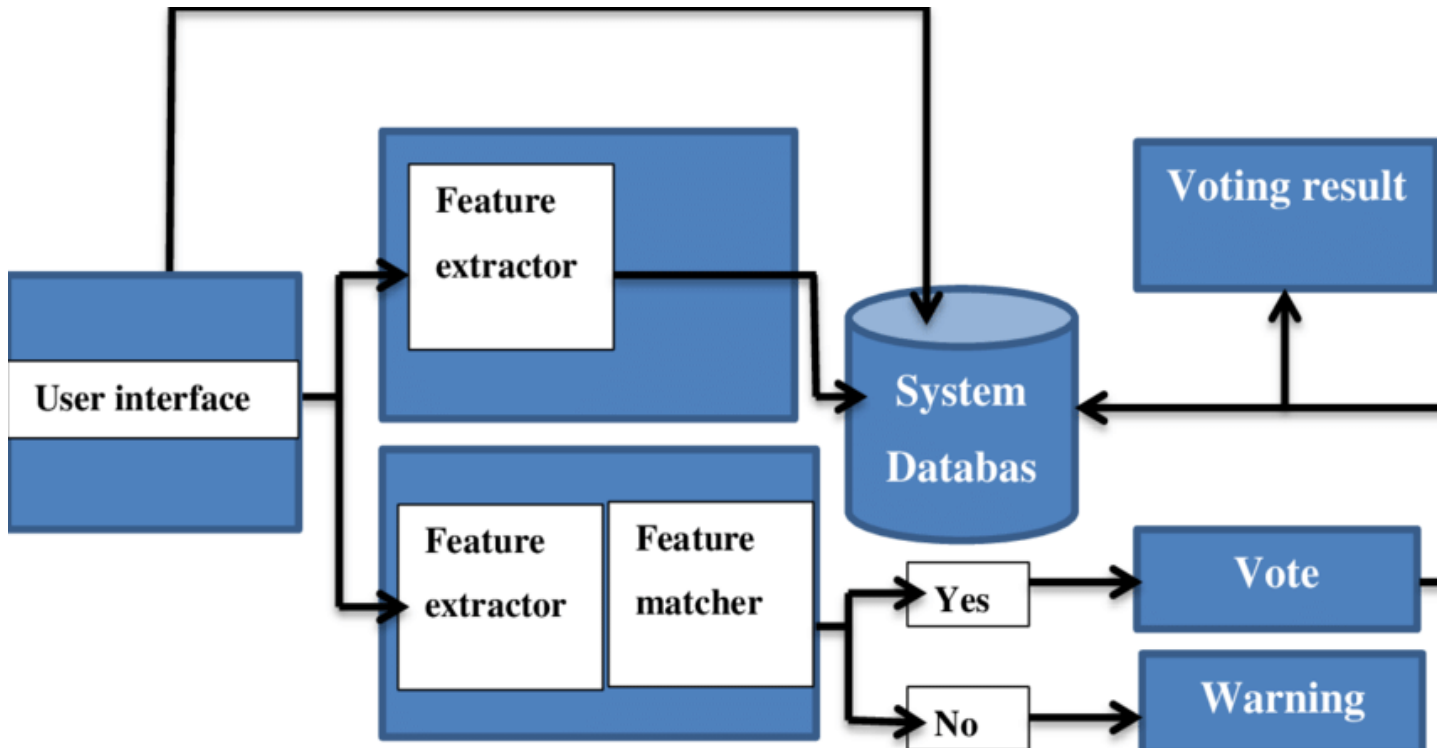 Feature
extractor
Voting result
User interface
System
Databas
Feature
extractor
Feature
matcher
Yes
Vote
No
Warning